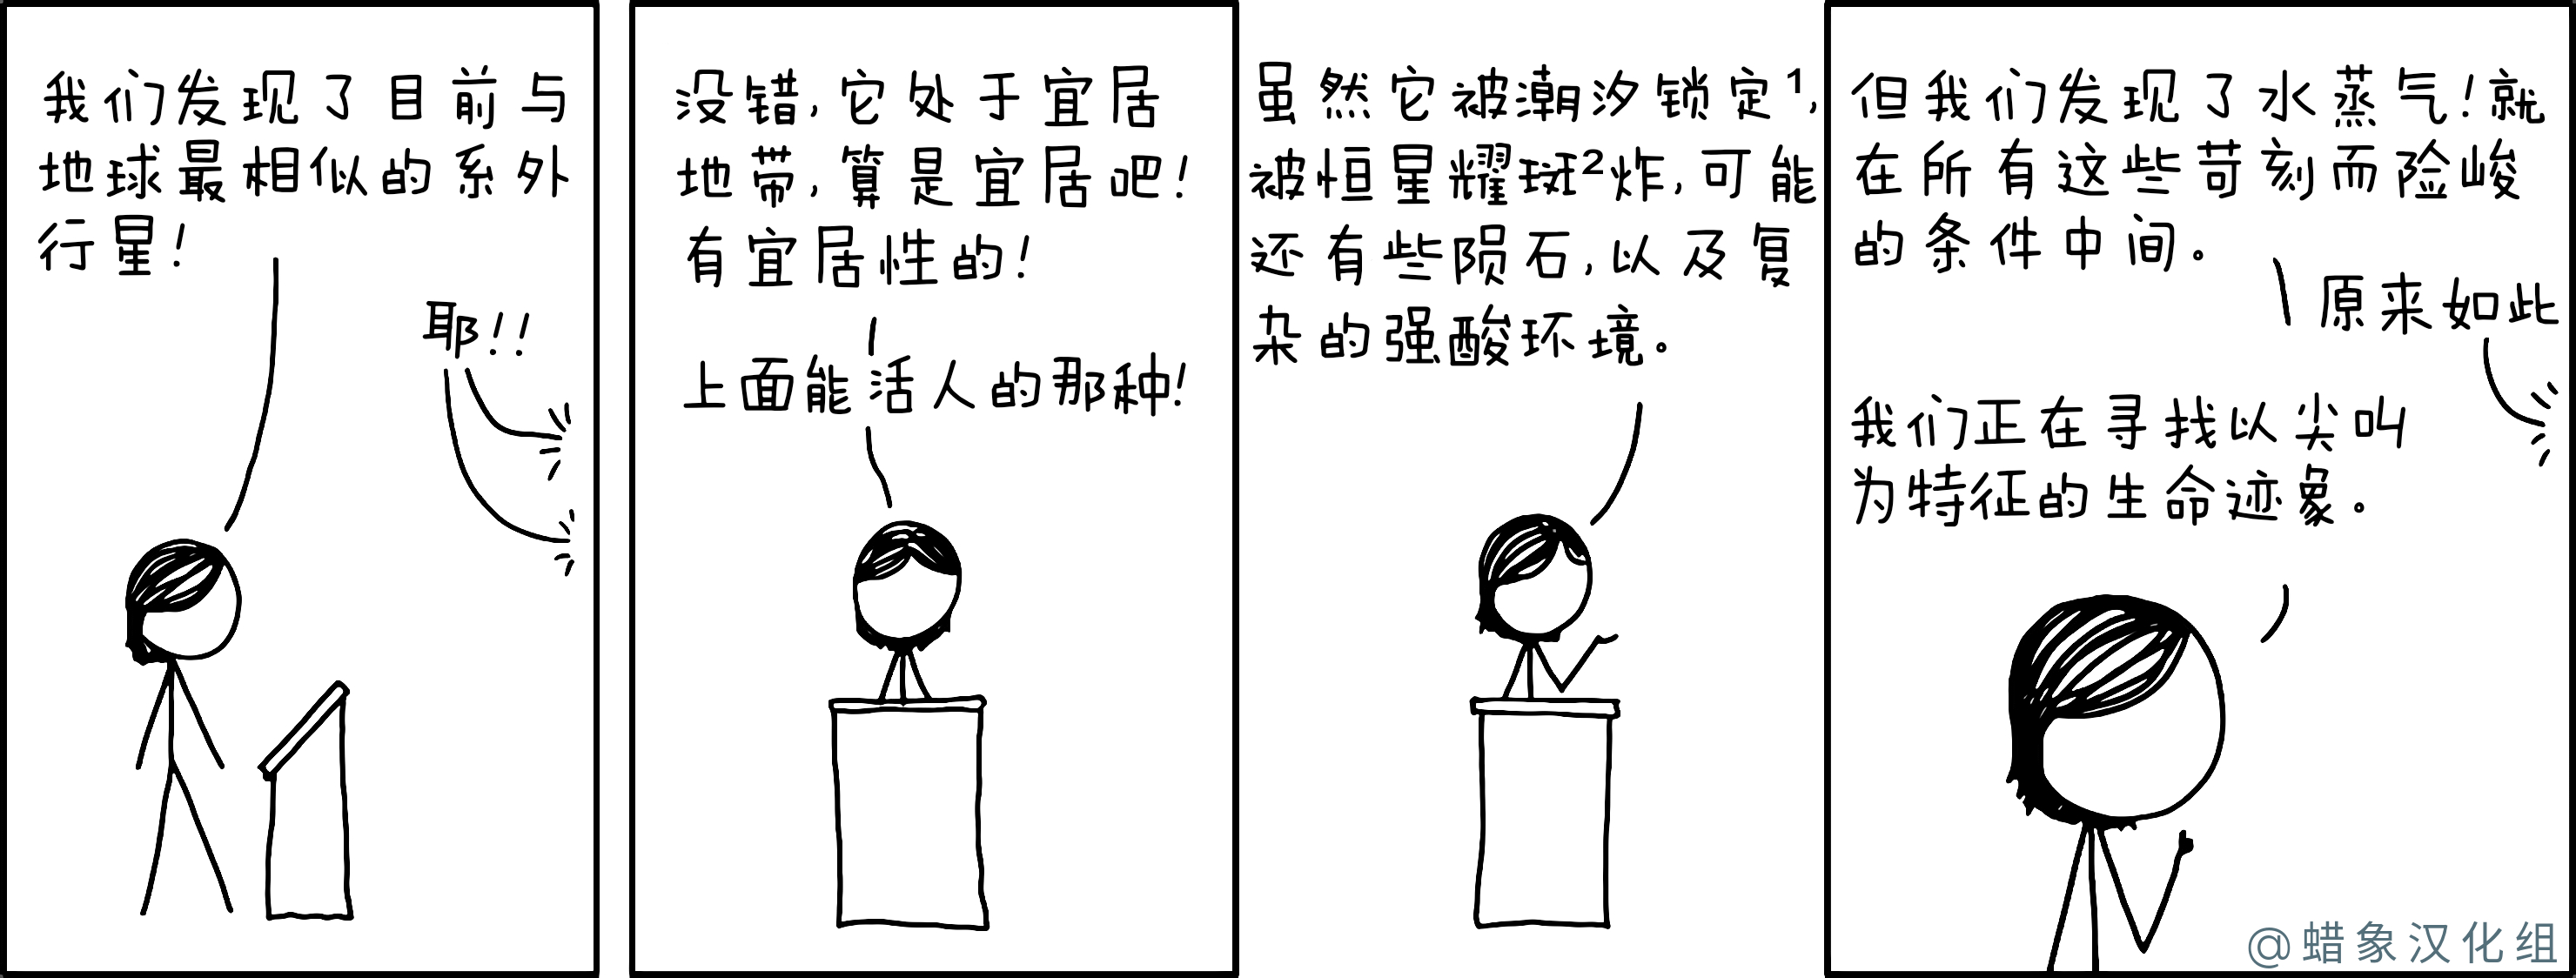 我们发现了目前与
地球最相似的系外
行星！
耶！！
没错，它处于宜居
地带，算是宜居吧！
有宜居性的！
上面能活人的那种！
虽然它被潮汐锁定¹，
被恒星耀斑²炸，可能
还有些陨石，以及复
杂的强酸环境。
但我们发现了水蒸气！就
在所有这些苛刻而险峻
的条件中间。
原来如此
我们正在寻找以尖叫
为特征的生命迹象。
@蜡象汉化组